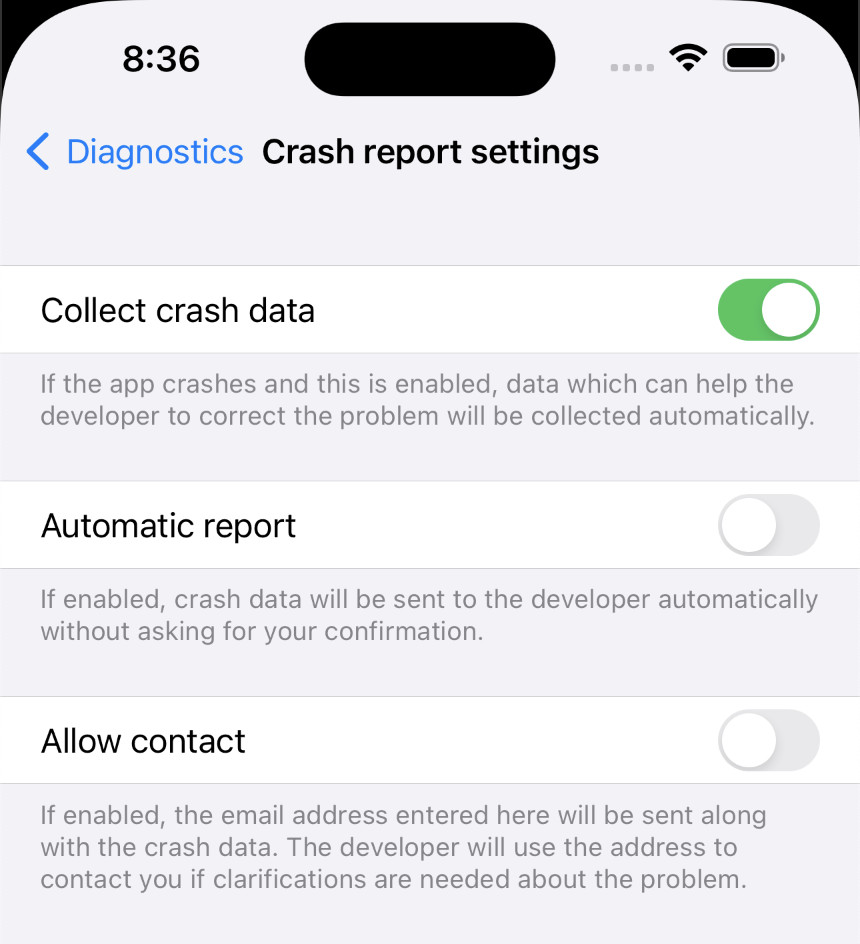 8:36
Diagnostics Crash report settings
Collect crash data
If the app crashes and this is enabled, data which can help the
developer to correct the problem will be collected automatically.
Automatic report
If enabled, crash data will be sent to the developer automatically
without asking for your confirmation.
Allow contact
If enabled, the email address entered here will be sent along
with the crash data. The developer will use the address to
contact you if clarifications are needed about the problem.